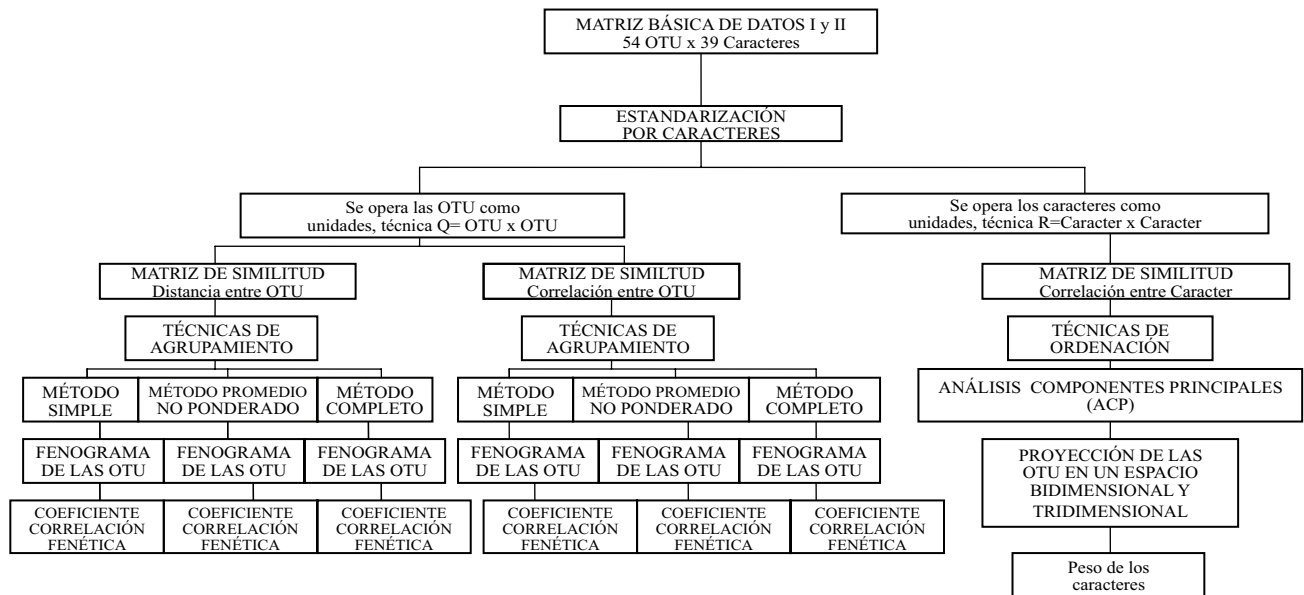 MATRIZ BÁSICA DE DATOS I y II
54 OTU x 39 Caracteres
ESTANDARIZACIÓN
POR CARACTERES
Se opera las OTU como
unidades, técnica Q= OTU x OTU
Se opera los caracteres como
unidades, técnica R=Caracter x Caracter
MATRIZ DE SIMILITUD
Distancia entre OTU
MATRIZ DE SIMILTUD
Correlación entre OTU
MATRIZ DE SIMILITUD
Correlación entre Caracter
TÉCNICAS DE
AGRUPAMIENTO
TÉCNICAS DE
AGRUPAMIENTO
TÉCNICAS DE
ORDENACIÓN
MÉTODO
SIMPLE
MÉTODO PROMEDIO
NO PONDERADO
MÉTODO
COMPLETO
MÉTODO
SIMPLE
MÉTODO PROMEDIO
NO PONDERADO
MÉTODO
COMPLETO
ANÁLISIS COMPONENTES PRINCIPALES
(ACP)
FENOGRAMA
DE LAS OTU
FENOGRAMA
DE LAS OTU
FENOGRAMA
DE LAS OTU
FENOGRAMA
DE LAS OTU
FENOGRAMA
DE LAS OTU
FENOGRAMA
DE LAS OTU
PROYECCIÓN DE LAS
OTU EN UN ESPACIO
BIDIMENSIONAL Y
TRIDIMENSIONAL
COEFICIENTE
CORRELACIÓN
FENÉTICA
COEFICIENTE
CORRELACIÓN
FENÉTICA
COEFICIENTE
CORRELACIÓN
FENÉTICA
COEFICIENTE
CORRELACIÓN
FENÉTICA
COEFICIENTE
CORRELACIÓN
FENÉTICA
COEFICIENTE
CORRELACIÓN
FENÉTICA
Peso de los
caracteres